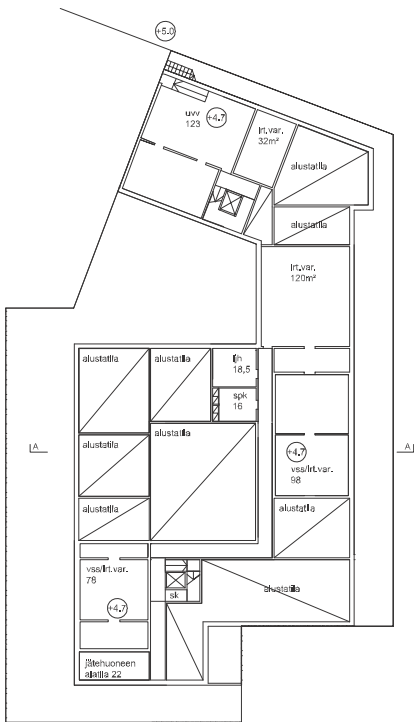 +5.0
uvv
123
+4.7
irt.var.
32m²
alustatila
alustatila
irt.var.
120m²
alustatila
alustatila
ljh
18,5
spk
16
alustatila
alustatila
+4.7
A
A
vss/irt.var.
98
alustatila
alustatila
vss/irt.var.
78
sk
alustatila
+4.7
jätehuoneen
alatila 22